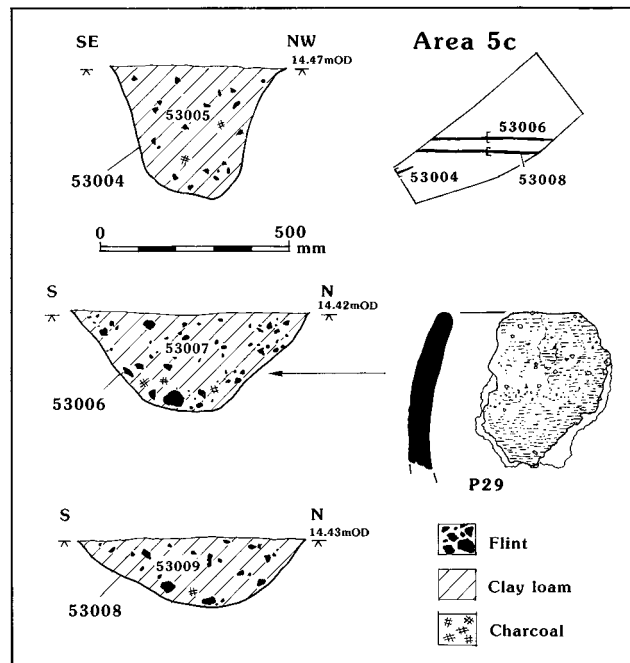 SE NW
14.47mOD
Area 5c
53005
53006
53004
53004
53008
0 500
mm
S N
14.42mOD
53007
53006
P29
S N
14.43mOD
53009
53008
Flint
Clay loam
Charcoal